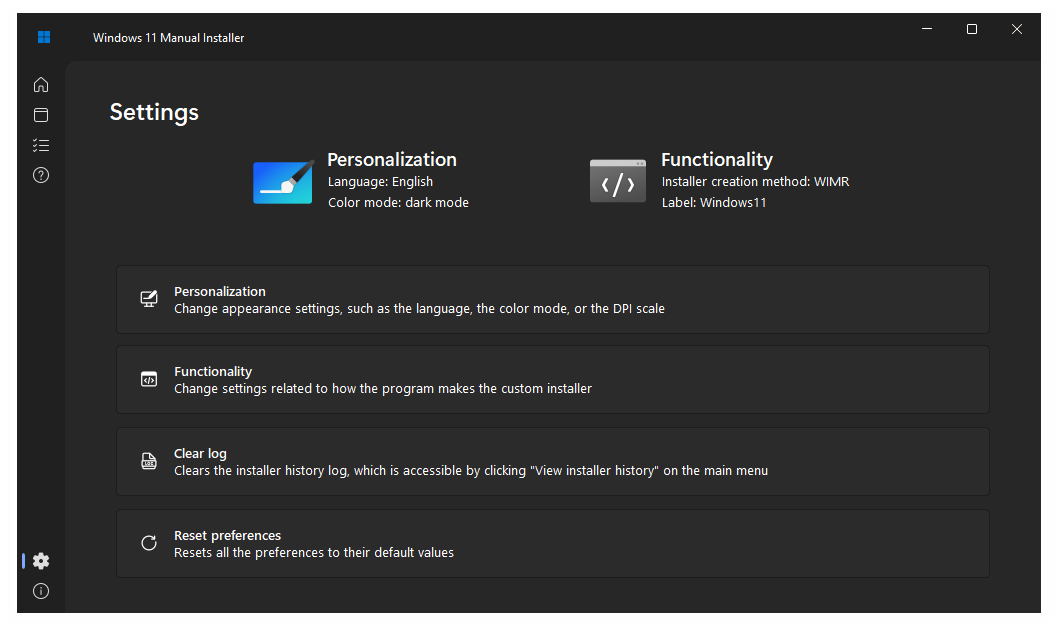 Windows 11 Manual Installer
Settings
Personalization
Language: English
Color mode: dark mode
Functionality
Installer creation method: WIMR
Label: Windows11
Personalization
Change appearance settings, such as the language, the color mode, or the DPI scale
Functionality
Change settings related to how the program makes the custom installer
Clear log
Clears the installer history log, which is accessible by clicking "View installer history" on the main menu
Reset preferences
Resets all the preferences to their default values